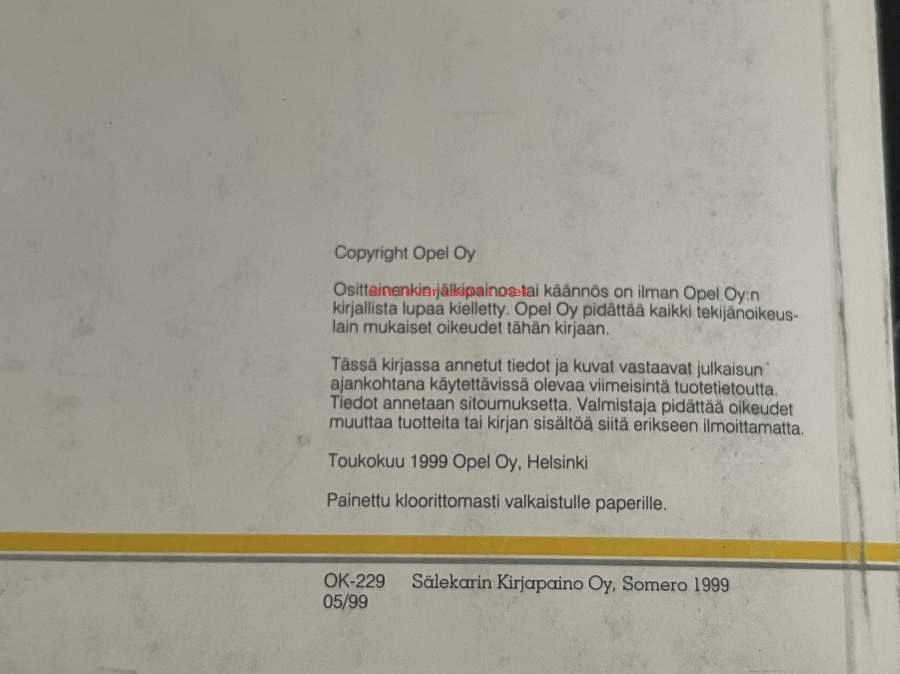 Copyright Opel Oy
Osittainenkin jälkipainos tai käännös on ilman Opel Oy:n
kirjallista lupaa kielletty. Opel Oy pidättää kaikki tekijänoikeus-
lain mukaiset oikeudet tähän kirjaan.
Tässä kirjassa annetut tiedot ja kuvat vastaavat julkaisun
ajankohtana käytettävissä olevaa viimeisintä tuotetietoutta.
Tiedot annetaan sitoumuksetta. Valmistaja pidättää oikeudet
muuttaa tuotteita tai kirjan sisältöä siitä erikseen ilmoittamatta.
Toukokuu 1999 Opel Oy, Helsinki
Painettu kloorittomasti valkaistulle paperille.
OK-229 Sälekarin Kirjapaino Oy, Somero 1999
05/99